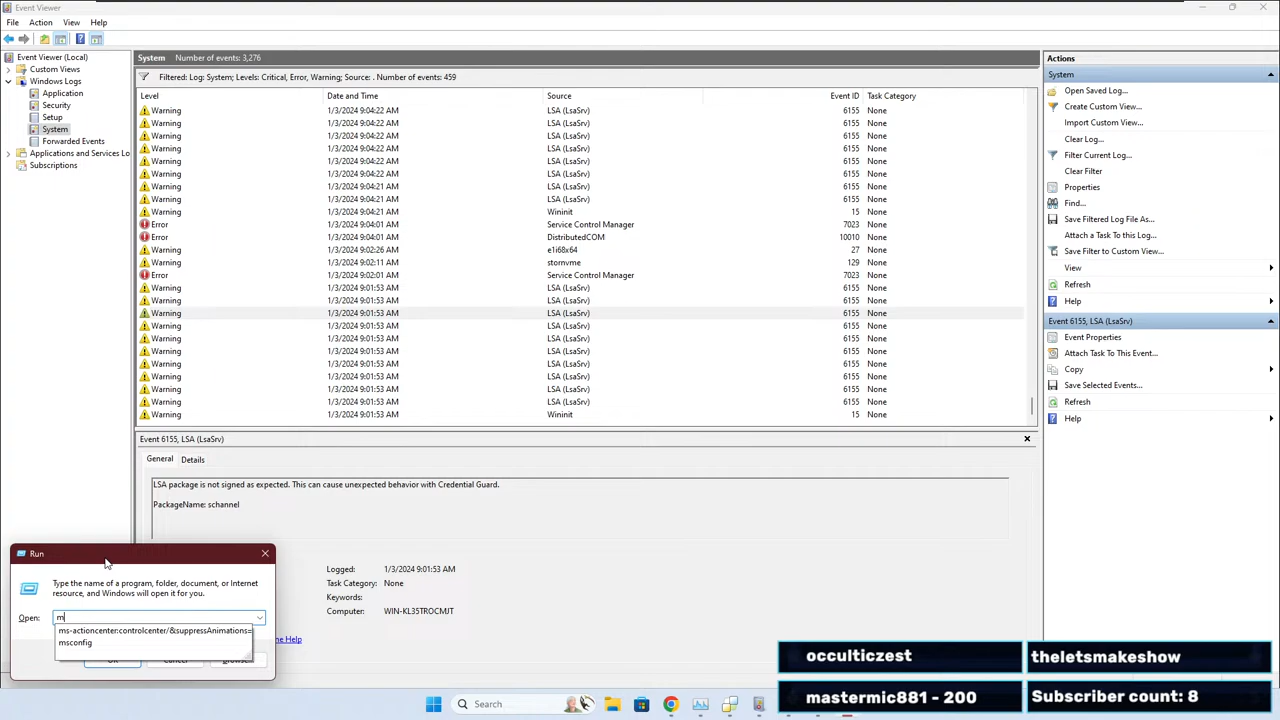 Event Viewer
File Action View Help
Event Viewer (Local)
Custom Views
Windows Logs
Application
Security
Setup
System
Forwarded Events
Applications and Services Lo
Subscriptions
System Number of events: 3,276
Filtered: Log: System; Levels: Critical, Error, Warning; Source: . Number of events: 459
Level Date and Time Source Event ID Task Category
Warning 1/3/2024 9:04:22 AM LSA (LsaSrv) 6155 None
Warning 1/3/2024 9:04:22 AM LSA (LsaSrv) 6155 None
Warning 1/3/2024 9:04:22 AM LSA (LsaSrv) 6155 None
Warning 1/3/2024 9:04:22 AM LSA (LsaSrv) 6155 None
Warning 1/3/2024 9:04:22 AM LSA (LsaSrv) 6155 None
Warning 1/3/2024 9:04:22 AM LSA (LsaSrv) 6155 None
Warning 1/3/2024 9:04:21 AM LSA (LsaSrv) 6155 None
Warning 1/3/2024 9:04:21 AM LSA (LsaSrv) 6155 None
Warning 1/3/2024 9:04:21 AM Wininit 15 None
Error 1/3/2024 9:04:01 AM Service Control Manager 7023 None
Error 1/3/2024 9:04:01 AM DistributedCOM 10010 None
Warning 1/3/2024 9:02:26 AM e1i68x64 27 None
Warning 1/3/2024 9:02:11 AM stornvme 129 None
Error 1/3/2024 9:02:01 AM Service Control Manager 7023 None
Warning 1/3/2024 9:01:53 AM LSA (LsaSrv) 6155 None
Warning 1/3/2024 9:01:53 AM LSA (LsaSrv) 6155 None
Warning 1/3/2024 9:01:53 AM LSA (LsaSrv) 6155 None
Warning 1/3/2024 9:01:53 AM LSA (LsaSrv) 6155 None
Warning 1/3/2024 9:01:53 AM LSA (LsaSrv) 6155 None
Warning 1/3/2024 9:01:53 AM LSA (LsaSrv) 6155 None
Warning 1/3/2024 9:01:53 AM LSA (LsaSrv) 6155 None
Warning 1/3/2024 9:01:53 AM LSA (LsaSrv) 6155 None
Warning 1/3/2024 9:01:53 AM LSA (LsaSrv) 6155 None
Warning 1/3/2024 9:01:53 AM LSA (LsaSrv) 6155 None
Warning 1/3/2024 9:01:53 AM Wininit 15 None
Event 6155, LSA (LsaSrv)
General Details
LSA package is not signed as expected. This can cause unexpected behavior with Credential Guard.
PackageName: schannel
Logged: 1/3/2024 9:01:53 AM
Task Category: None
Keywords:
Computer: WIN-KL35TROCMJT
ne Help
Actions
System
Open Saved Log...
Create Custom View...
Import Custom View...
Clear Log...
Filter Current Log...
Clear Filter
Properties
Find...
Save Filtered Log File As...
Attach a Task To this Log...
Save Filter to Custom View...
View
Refresh
Help
Event 6155, LSA (LsaSrv)
Event Properties
Attach Task To This Event...
Copy
Save Selected Events...
Refresh
Help
Run
Type the name of a program, folder, document, or Internet
resource, and Windows will open it for you.
Open: m
ms-actioncenter:controlcenter/&suppressAnimations=
msconfig
occulticzest
theletsmakeshow
mastermic881 - 200
Subscriber count: 8
Search